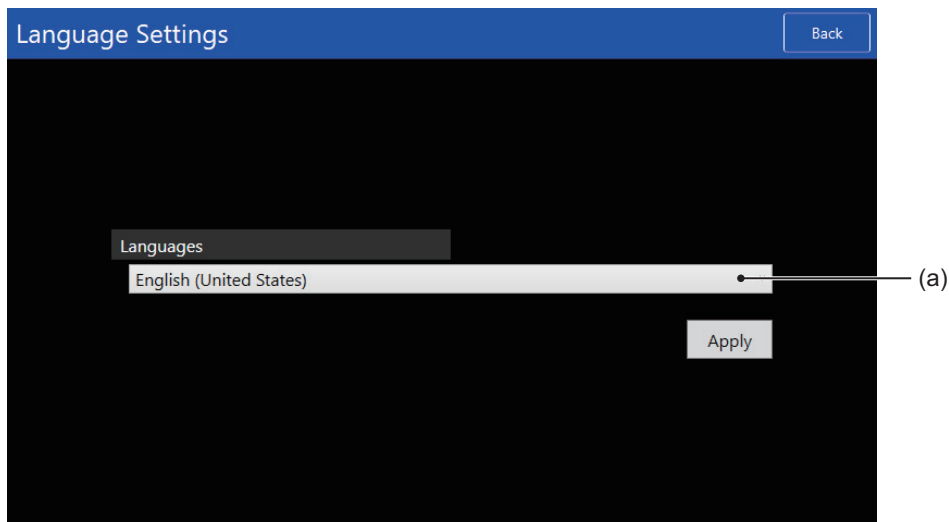 Language Settings
Back
Languages
English (United States)
(a)
Apply